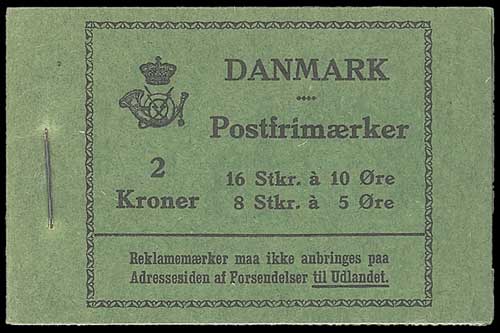 DANMARK
Postfrimærker
2
Kroner
16 Stkr. à 10 Øre
8 Stkr. à 5 Øre
Reklamemærker maa ikke anbringes paa
Adressesiden af Forsendelser til Udlandet.